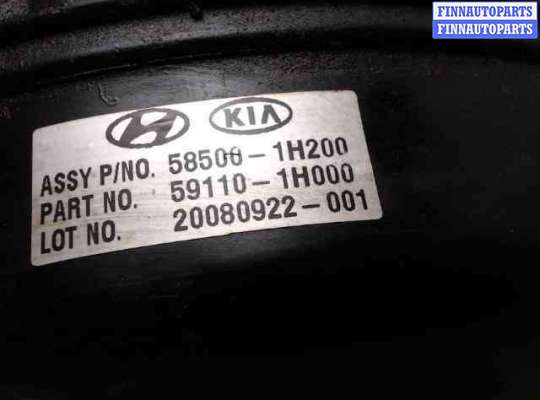 FINNAUTOPARTS
FINNAUTOPARTS
KIA
ASSY P/NO. 58500-1H200
PART NO. 59110-1H000
LOT NO. 20080922-001